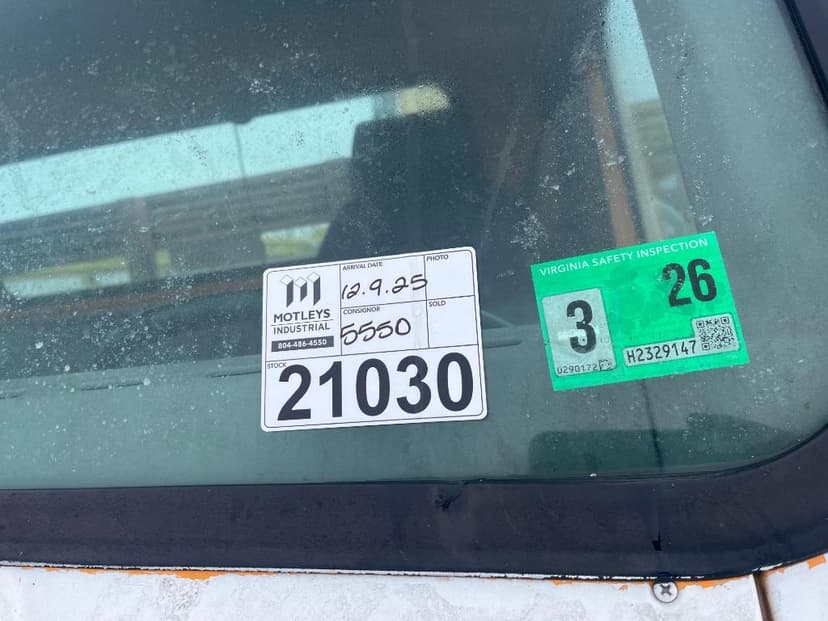 MOTLEYS
INDUSTRIAL
804-486-4550
ARRIVAL DATE
12.9.25
PHOTO
CONSIGNOR
5550
SOLD
STOCK
21030
VIRGINIA SAFETY INSPECTION
3
26
H2329147
0290172